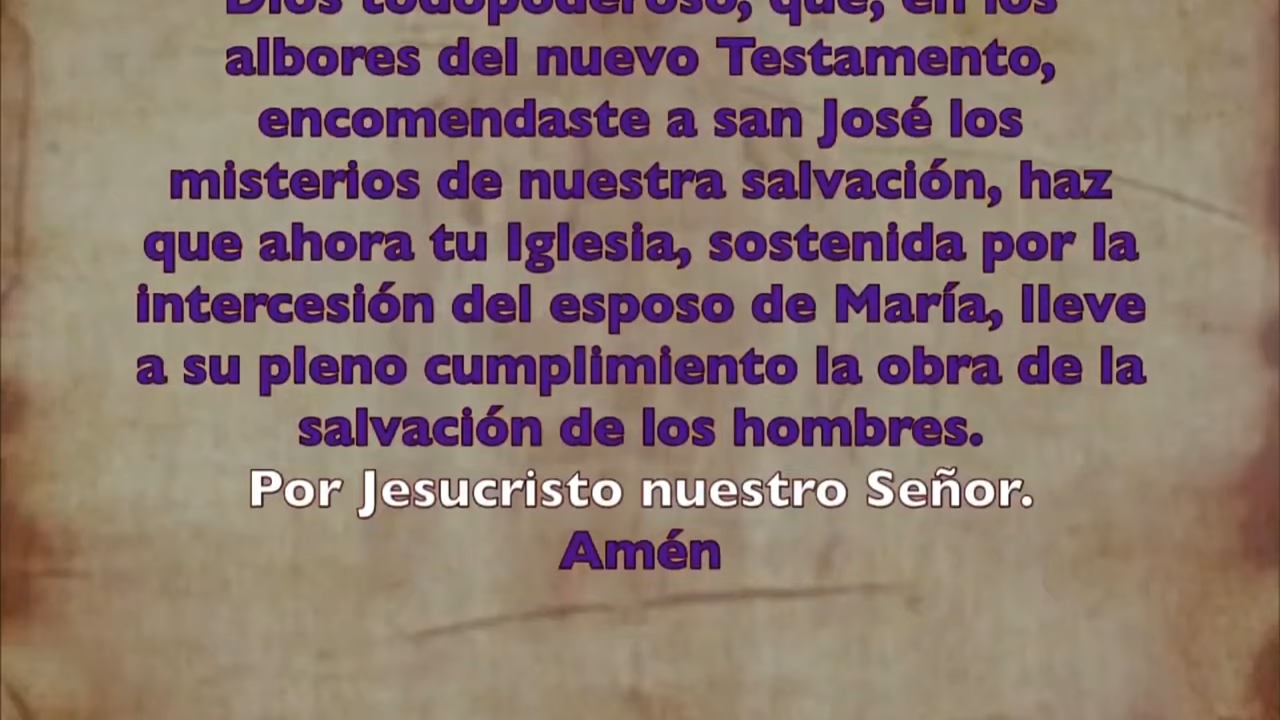 Dios todopoderoso, que, en los
albores del nuevo Testamento,
encomendaste a san José los
misterios de nuestra salvación, haz
que ahora tu Iglesia, sostenida por la
intercesión del esposo de María, lleve
a su pleno cumplimiento la obra de la
salvación de los hombres.
Por Jesucristo nuestro Señor.
Amén